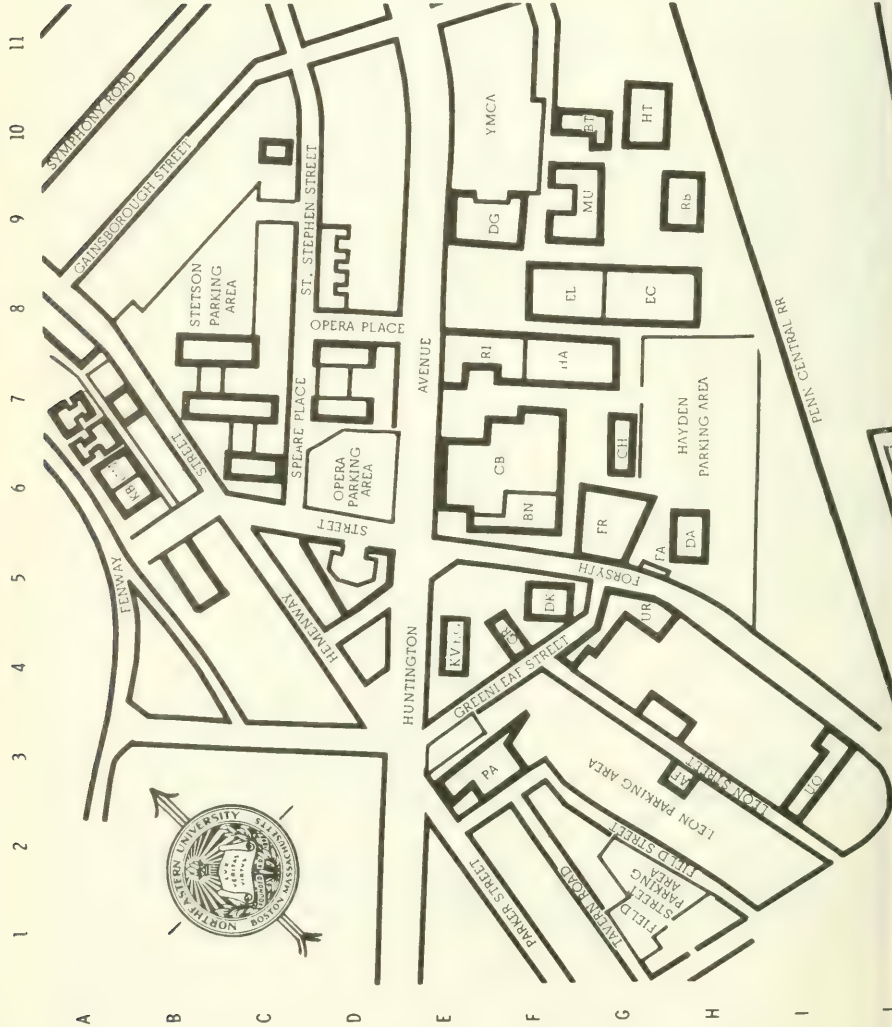 1 2 3 4 5 6 7 8 9 10 11
A
B
C
D
E
F
G
H
I
SYMPHONY ROAD
GAINSBOROUGH STREET
ST. STEPHEN STREET
STETSON
PARKING
AREA
OPERA PLACE
SPEARE PLACE
OPERA
PARKING
AREA
STREET
STREET
FENWAY
HEMENWAY
HUNTINGTON
AVENUE
NORTHEASTERN UNIVERSITY
BOSTON MASSACHUSETTS
LUX
VERITAS
VIRTUS
YMCA
BT
HT
MU
Rb
DG
EL
EC
RI
HA
CB
BN
CH
FR
DA
FA
HAYDEN
PARKING AREA
PENN CENTRAL RR
FORSYTH
DK
GR
UR
GREENLEAF STREET
PA
LEON PARKING AREA
LEON STREET
FIELD STREET
FIELD
STREET
PARKING
AREA
TAVERN ROAD
PARKER STREET